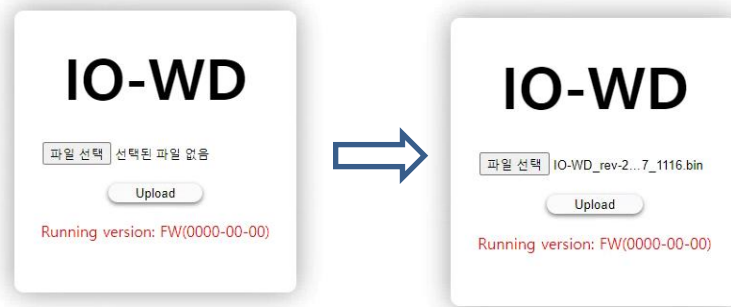 IO-WD
파일 선택 선택된 파일 없음
Upload
Running version: FW(0000-00-00)
IO-WD
파일 선택 IO-WD_rev-2...7_1116.bin
Upload
Running version: FW(0000-00-00)